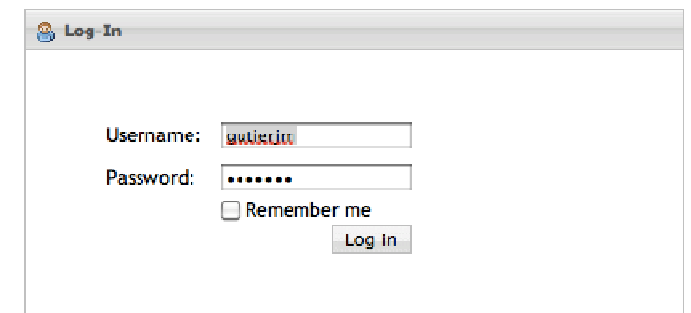 Log-In
Username:
Password: •••••••
Remember me
Log In